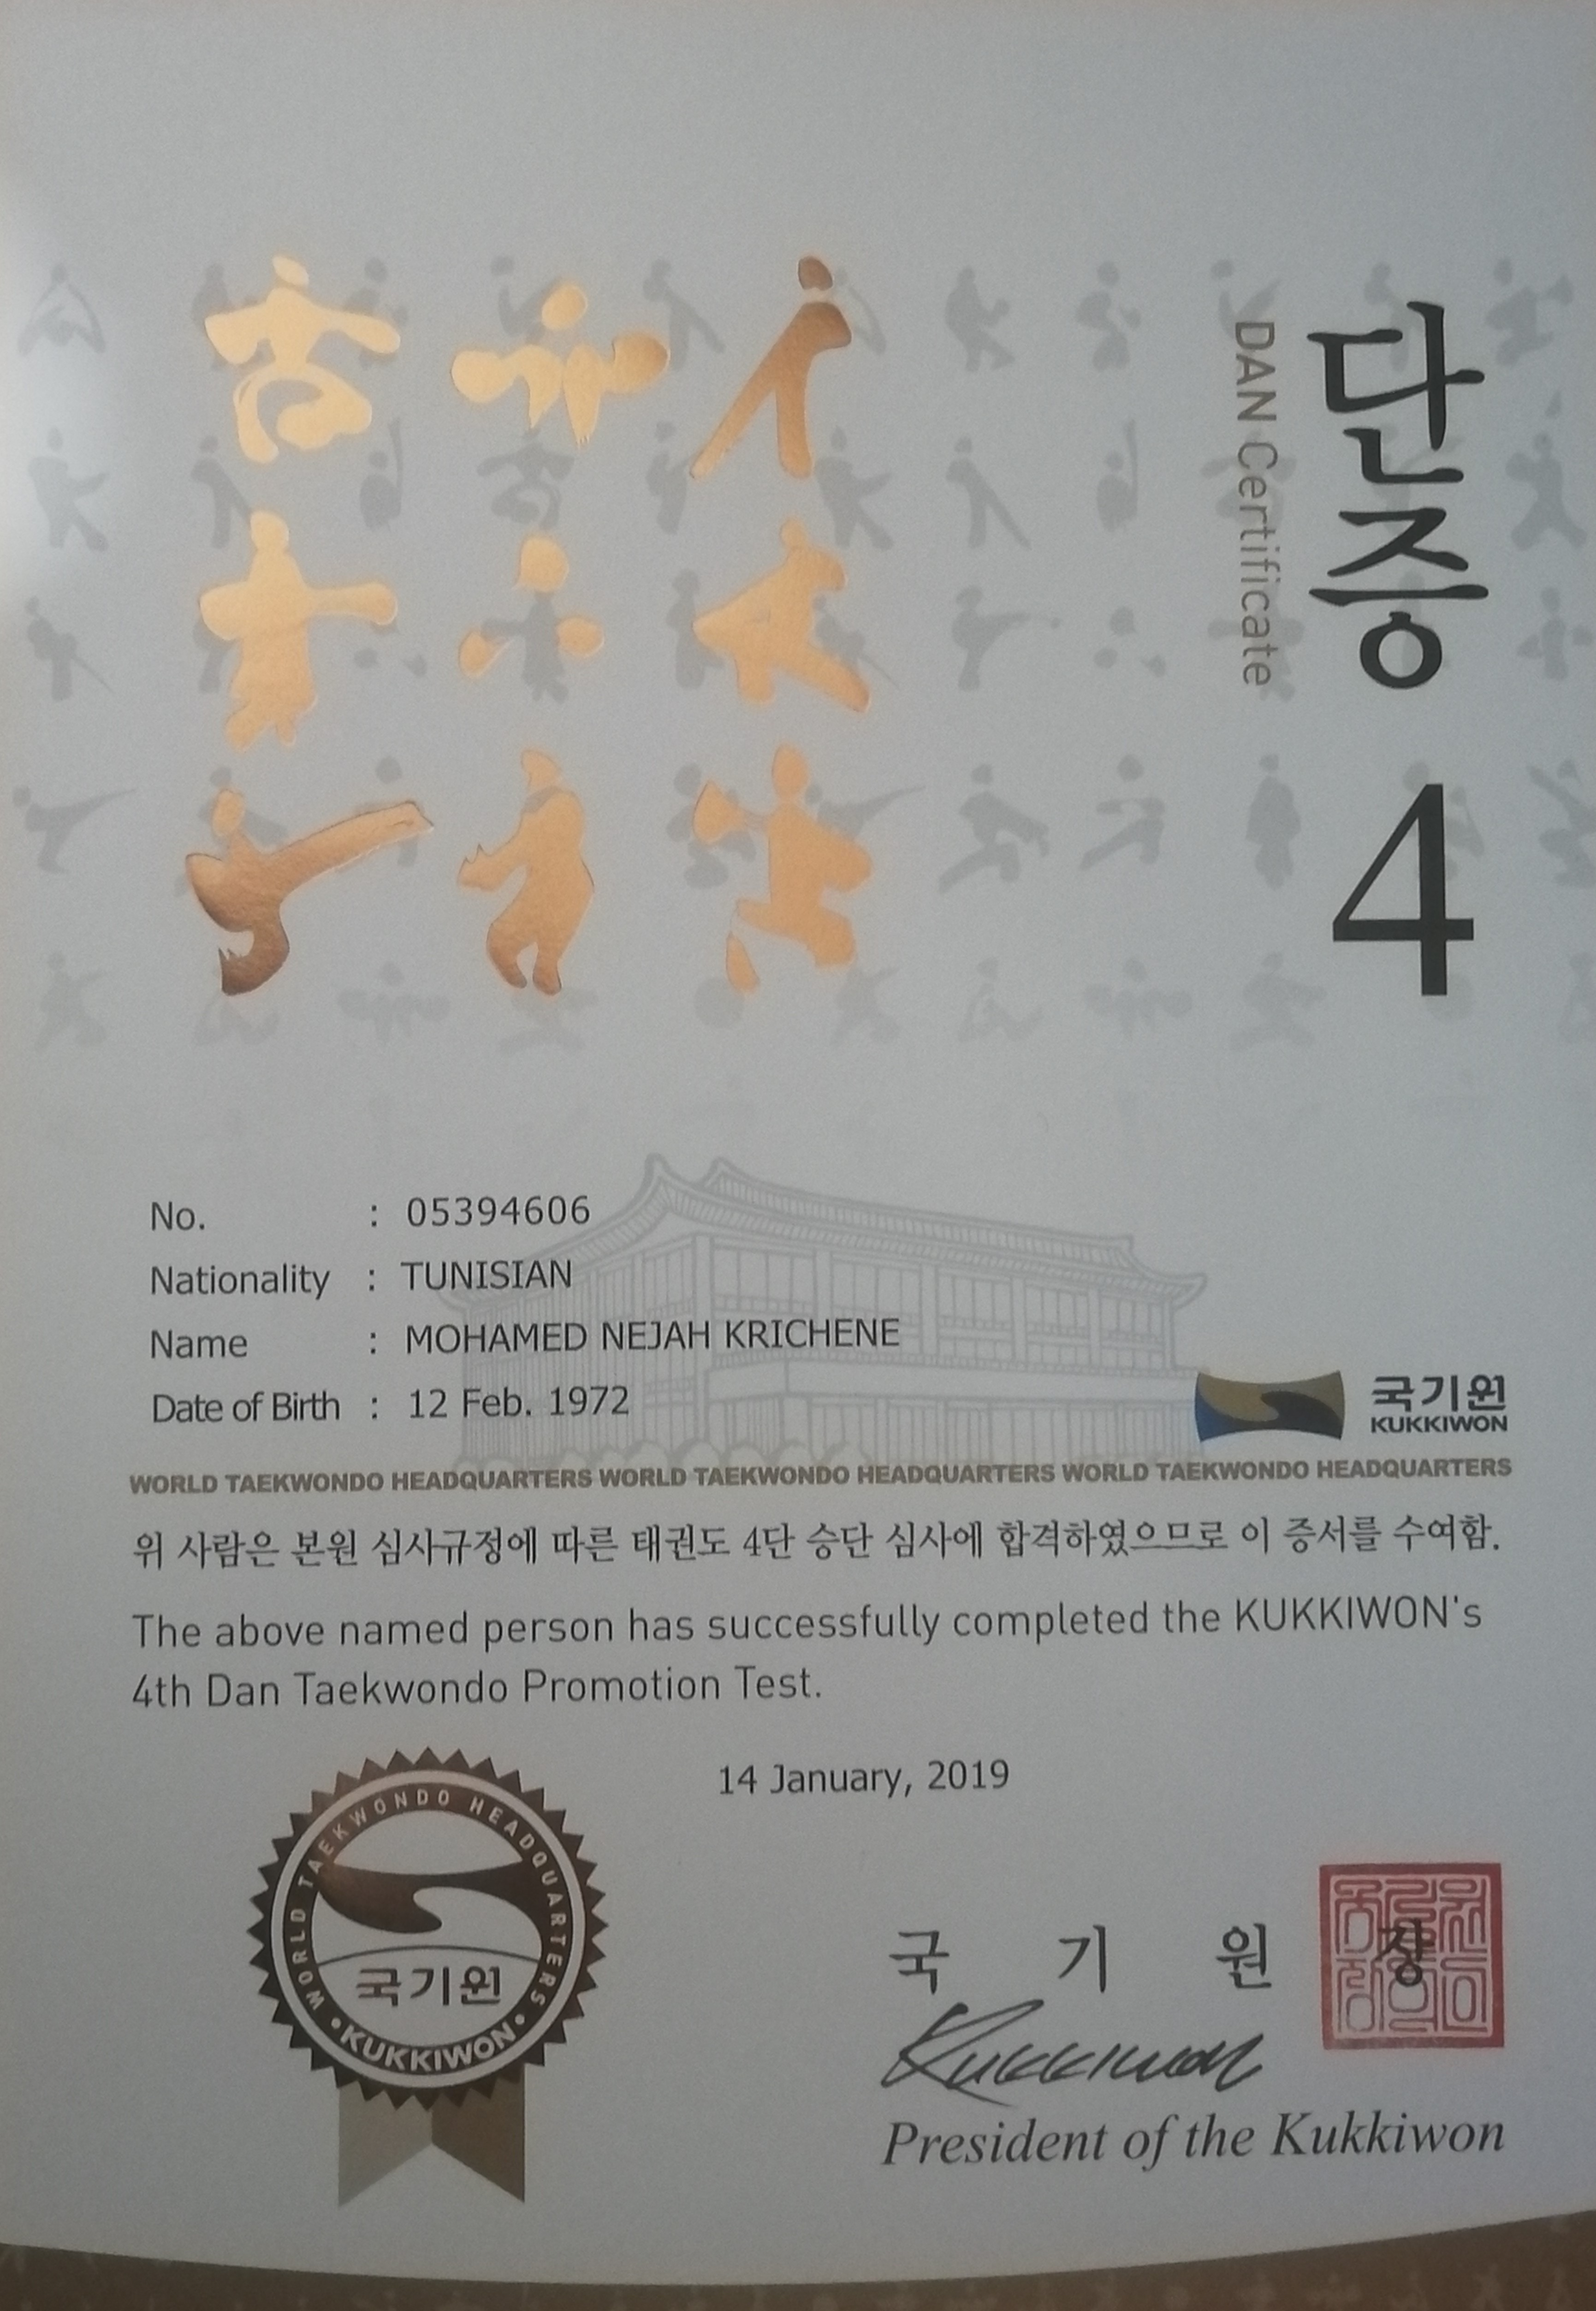 단증
DAN Certificate
4
No. : 05394606
Nationality : TUNISIAN
Name : MOHAMED NEJAH KRICHENE
Date of Birth : 12 Feb. 1972
국기원
KUKKIWON
WORLD TAEKWONDO HEADQUARTERS WORLD TAEKWONDO HEADQUARTERS WORLD TAEKWONDO HEADQUARTERS
위 사람은 본원 심사규정에 따른 태권도 4단 승단 심사에 합격하였으므로 이 증서를 수여함.
The above named person has successfully completed the KUKKIWON's
4th Dan Taekwondo Promotion Test.
14 January, 2019
WORLD TAEKWONDO HEADQUARTERS
국기원
• KUKKIWON •
국 기 원 장
Kukkiwon
President of the Kukkiwon